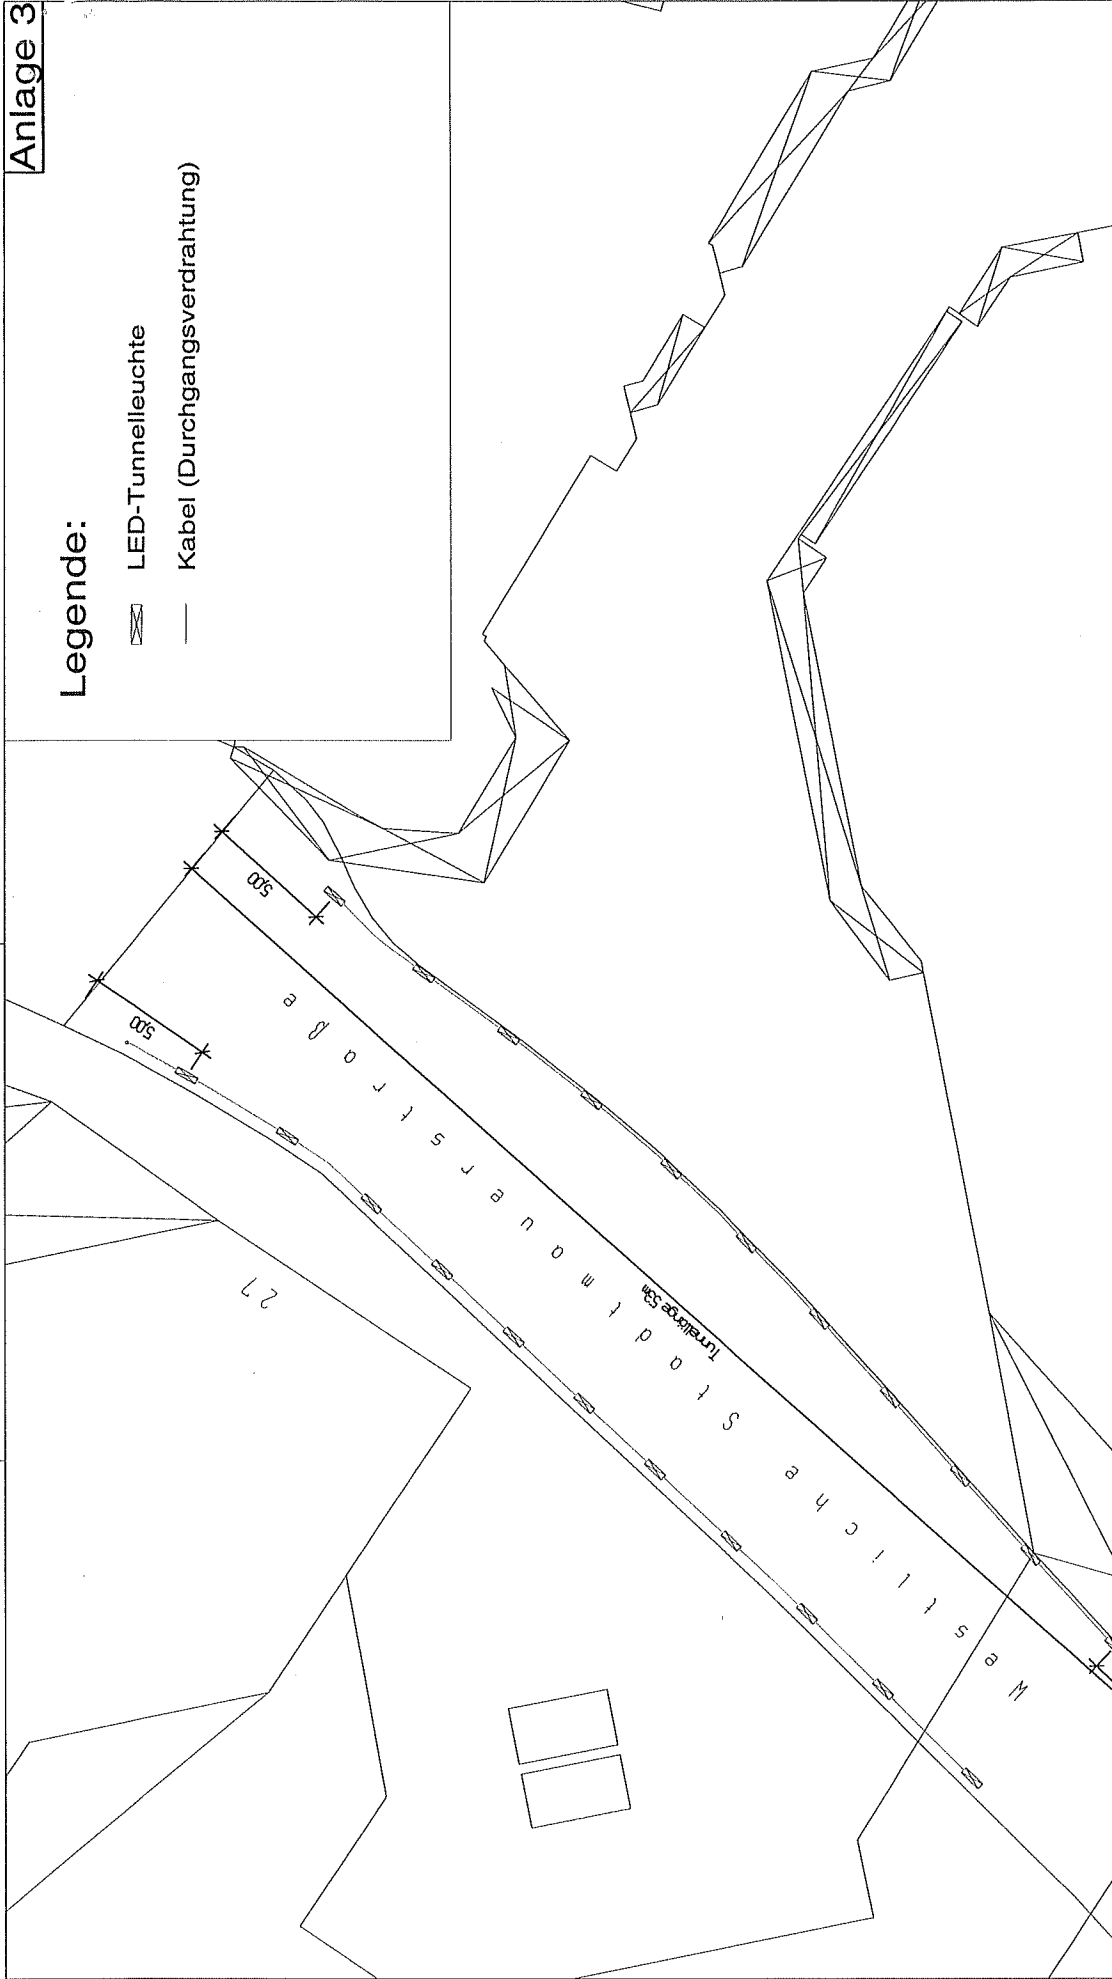 Anlage 3
Legende:
LED-Tunnelleuchte
Kabel (Durchgangsverdrahtung)
5,00
5,00
27
Westliche Stadtmauerstraße
Tunnellänge 53m